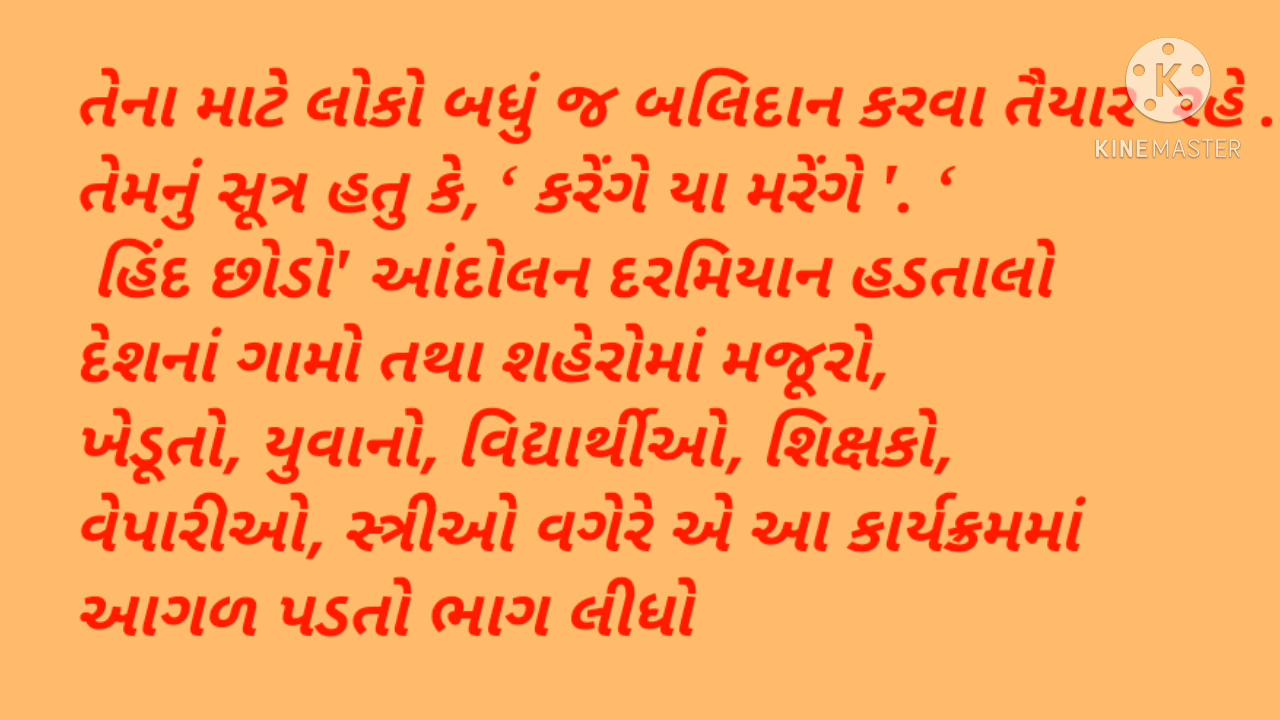 તેના માટે લોકો બધું જ બલિદાન કરવા તૈયાર રહે .
તેમનું સૂત્ર હતુ કે, ‘ કરેંગે યા મરેંગે '. ‘
હિંદ છોડો' આંદોલન દરમિયાન હડતાલો
દેશનાં ગામો તથા શહેરોમાં મજૂરો,
ખેડૂતો, યુવાનો, વિદ્યાર્થીઓ, શિક્ષકો,
વેપારીઓ, સ્ત્રીઓ વગેરે એ આ કાર્યક્રમમાં
આગળ પડતો ભાગ લીધો
K
KINEMASTER